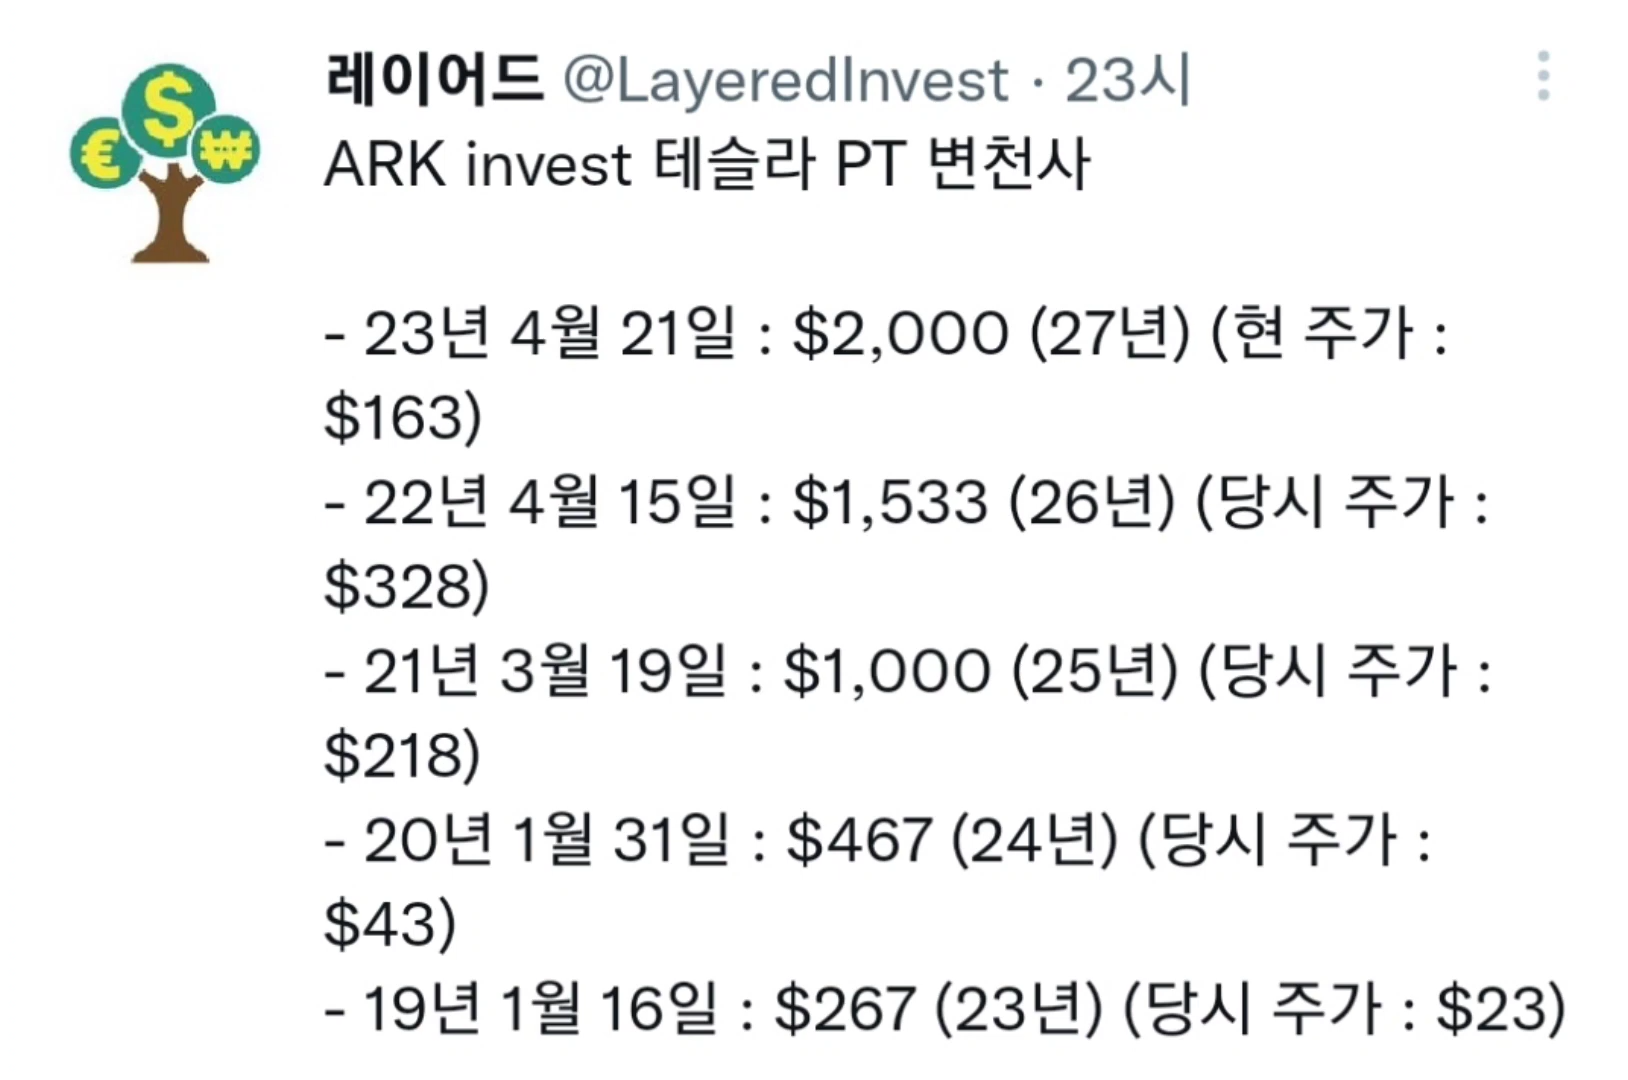 레이어드 @LayeredInvest · 23시
ARK invest 테슬라 PT 변천사
- 23년 4월 21일 : $2,000 (27년) (현 주가 :
$163)
- 22년 4월 15일 : $1,533 (26년) (당시 주가 :
$328)
- 21년 3월 19일 : $1,000 (25년) (당시 주가 :
$218)
- 20년 1월 31일 : $467 (24년) (당시 주가 :
$43)
- 19년 1월 16일 : $267 (23년) (당시 주가 : $23)